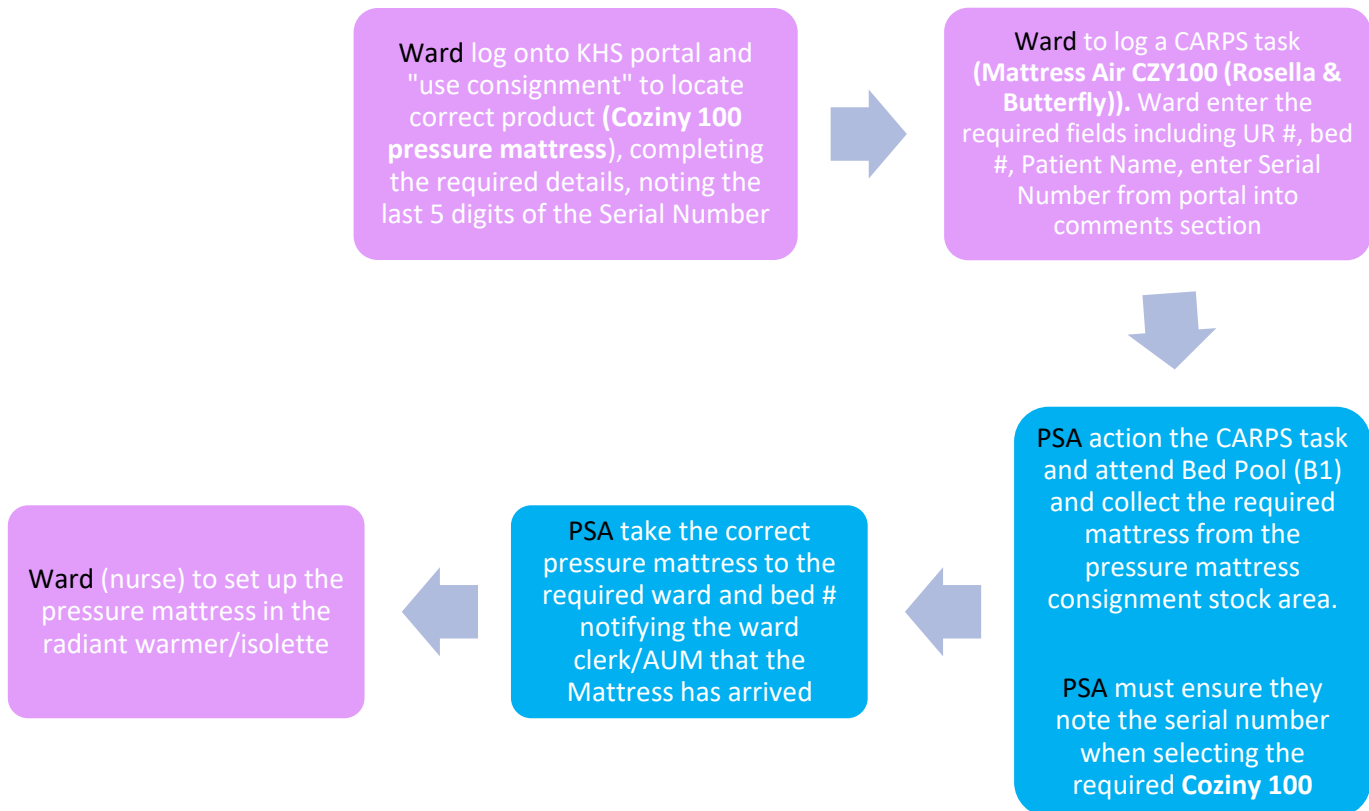 Ward log onto KHS portal and
"use consignment" to locate
correct product (Coziny 100
pressure mattress), completing
the required details, noting the
last 5 digits of the Serial Number
Ward to log a CARPS task
(Mattress Air CZY100 (Rosella &
Butterfly)). Ward enter the
required fields including UR #, bed
#, Patient Name, enter Serial
Number from portal into
comments section
PSA action the CARPS task
and attend Bed Pool (B1)
and collect the required
mattress from the
pressure mattress
consignment stock area.
PSA must ensure they
note the serial number
when selecting the
required Coziny 100
PSA take the correct
pressure mattress to the
required ward and bed #
notifying the ward
clerk/AUM that the
Mattress has arrived
Ward (nurse) to set up the
pressure mattress in the
radiant warmer/isolette